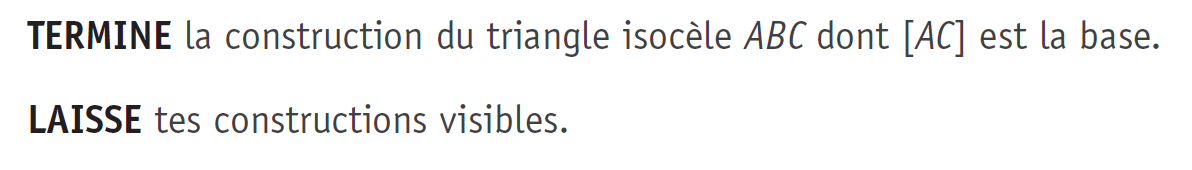 TERMINE la construction du triangle isocèle ABC dont [AC] est la base.
LAISSE tes constructions visibles.